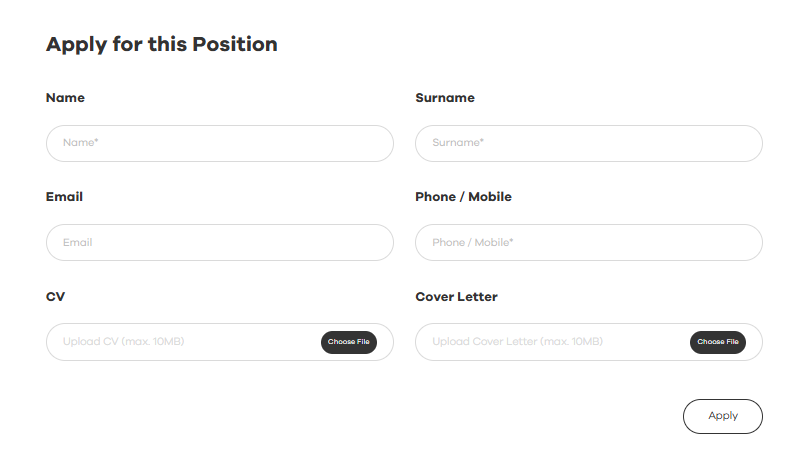 Apply for this Position
Name Surname
Name* Surname*
Email Phone / Mobile
Email Phone / Mobile*
CV Cover Letter
Upload CV (max. 10MB) Choose File Upload Cover Letter (max. 10MB) Choose File
Apply